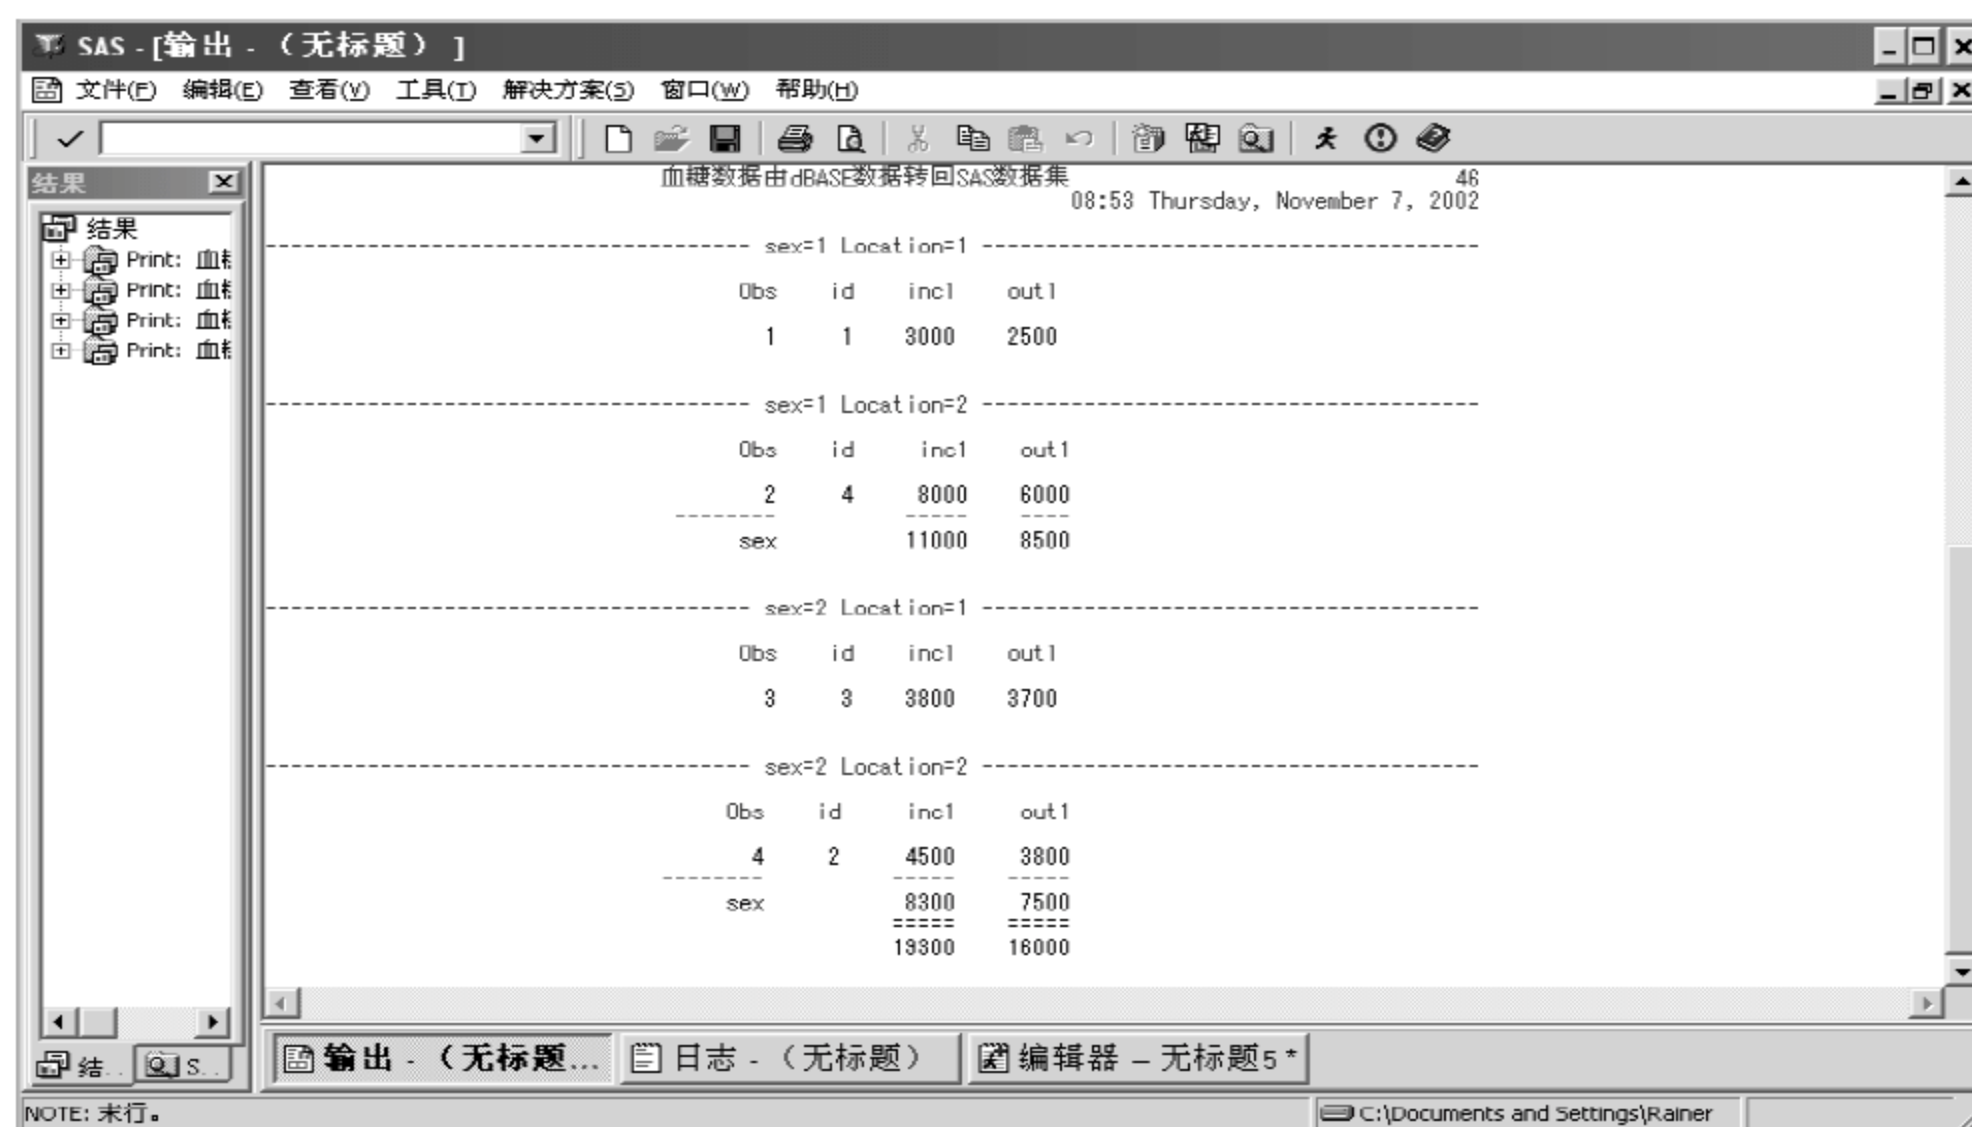 SAS - [输出 - （无标题） ]
文件(F) 编辑(E) 查看(V) 工具(T) 解决方案(S) 窗口(W) 帮助(H)
结果
结果
Print: 血
Print: 血
Print: 血
Print: 血
结..
S..
血糖数据由dBASE数据转回SAS数据集 46
08:53 Thursday, November 7, 2002
------------------------------------- sex=1 Location=1 ---------------------------------------
Obs id inc1 out1
1 1 3000 2500
------------------------------------- sex=1 Location=2 ---------------------------------------
Obs id inc1 out1
2 4 8000 6000
-------- ----- ----
sex 11000 8500
------------------------------------- sex=2 Location=1 ---------------------------------------
Obs id inc1 out1
3 3 3800 3700
------------------------------------- sex=2 Location=2 ---------------------------------------
Obs id inc1 out1
4 2 4500 3800
-------- ----- -----
sex 8300 7500
===== =====
19300 16000
输出 - （无标题... 日志 - （无标题） 编辑器 – 无标题5 *
NOTE: 末行。 C:\Documents and Settings\Rainer